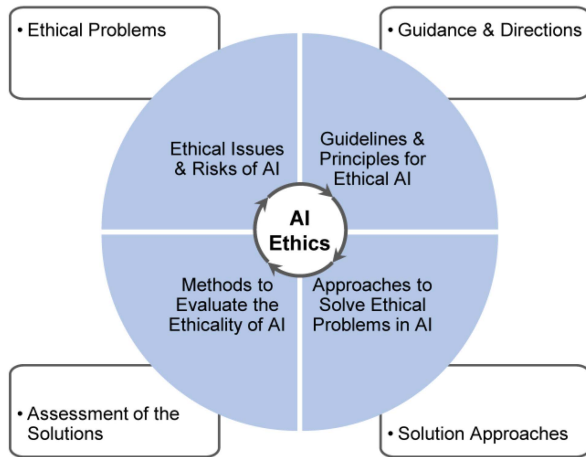 • Ethical Problems
• Guidance & Directions
Ethical Issues
& Risks of AI
Guidelines &
Principles for
Ethical AI
AI
Ethics
Methods to
Evaluate the
Ethicality of AI
Approaches to
Solve Ethical
Problems in AI
• Assessment of the
Solutions
• Solution Approaches